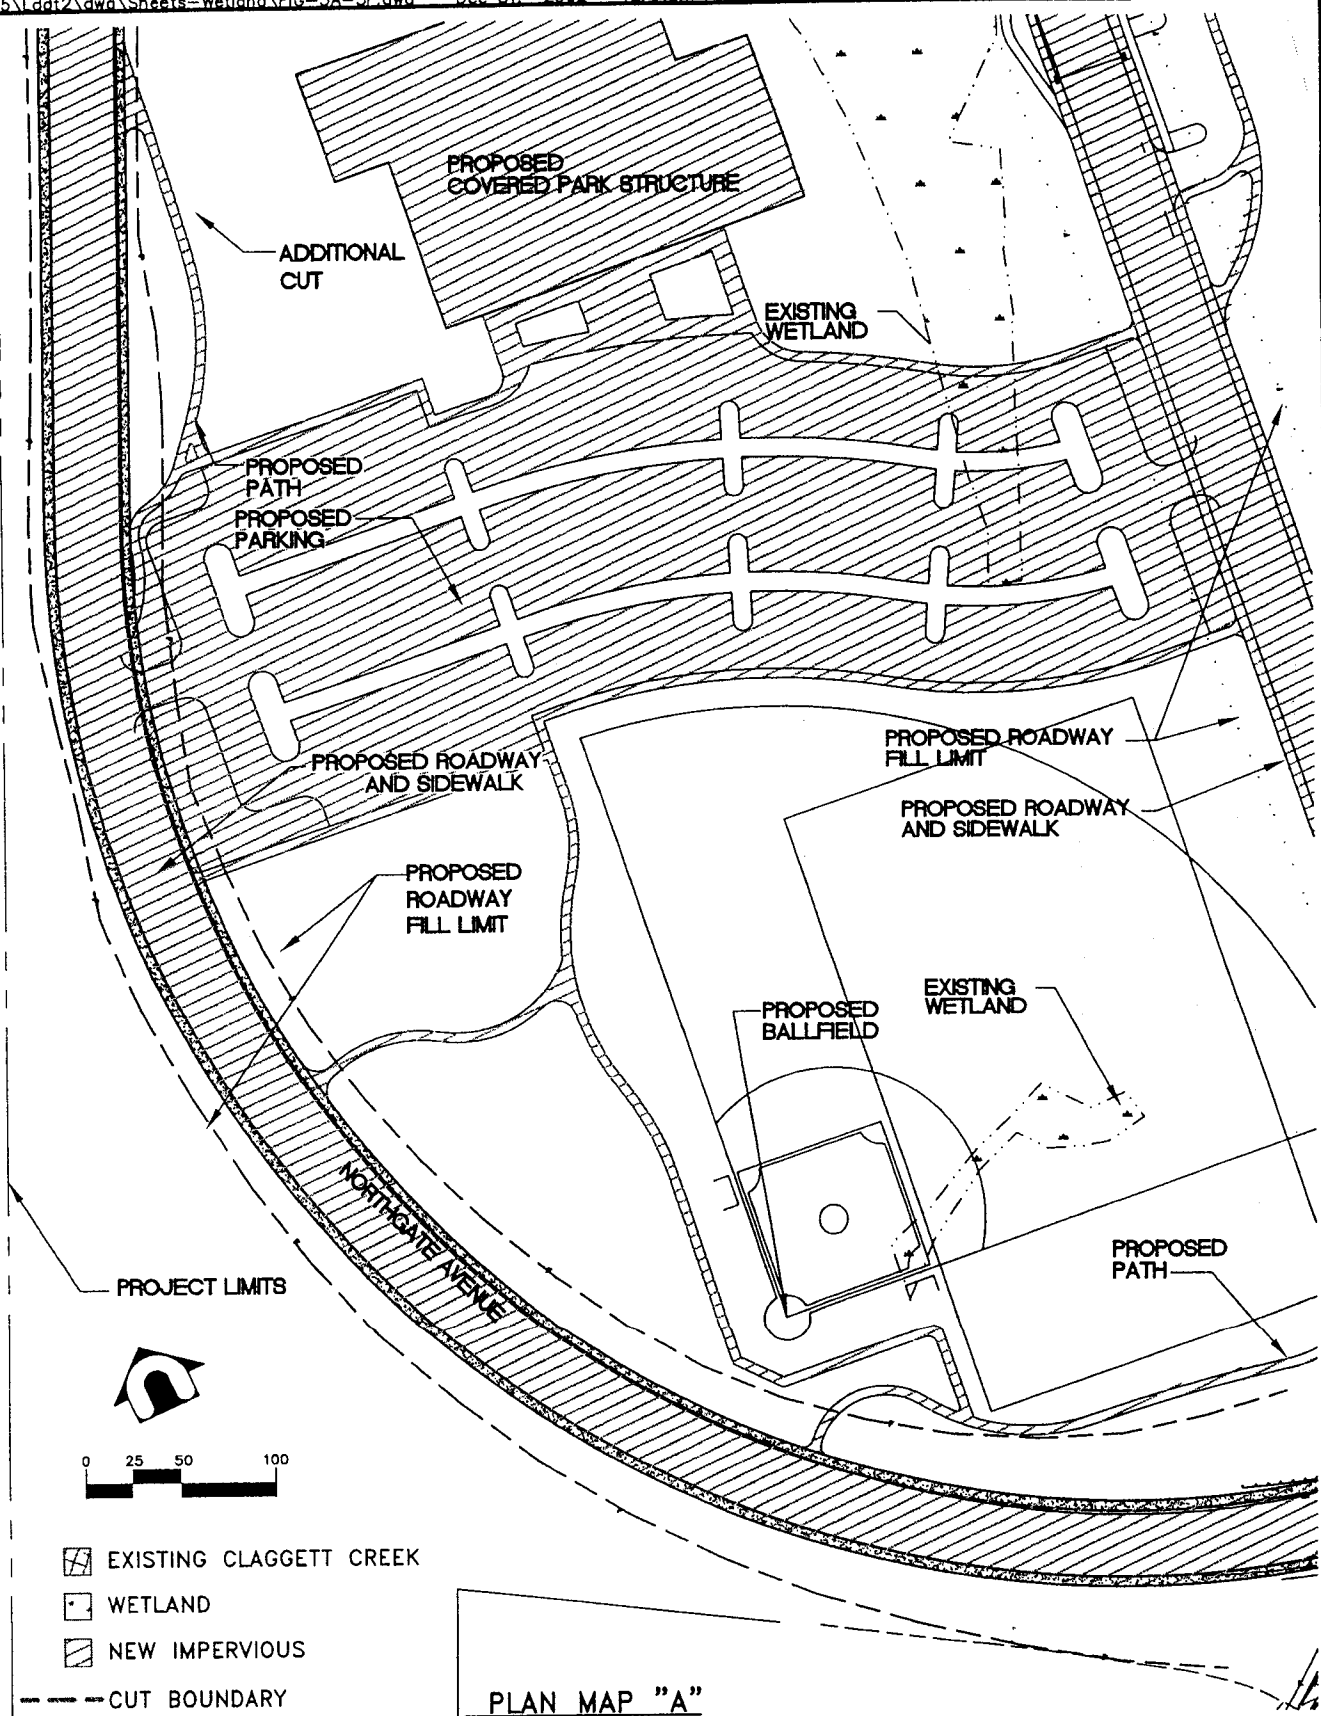 PROPOSED
COVERED PARK STRUCTURE
ADDITIONAL
CUT
EXISTING
WETLAND
PROPOSED
PATH
PROPOSED
PARKING
PROPOSED ROADWAY
AND SIDEWALK
PROPOSED ROADWAY
FILL LIMIT
PROPOSED ROADWAY
AND SIDEWALK
PROPOSED
ROADWAY
FILL LIMIT
EXISTING
WETLAND
PROPOSED
BALLFIELD
NORTHGATE AVENUE
PROPOSED
PATH
PROJECT LIMITS
0 25 50 100
EXISTING CLAGGETT CREEK
WETLAND
NEW IMPERVIOUS
CUT BOUNDARY
PLAN MAP "A"